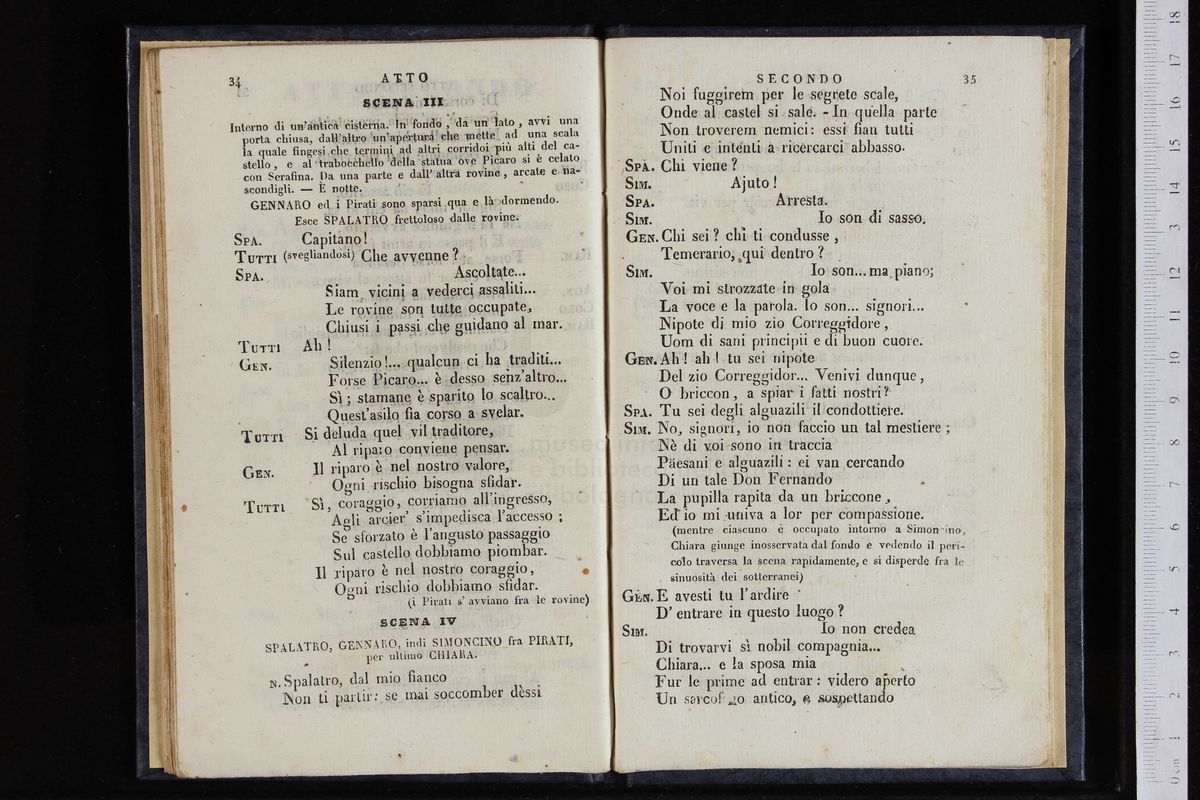 34
ATTO
SCENA III
Interno di un'antica cisterna. In fondo, da un lato, avvi una
porta chiusa, dall'altro un'apertura che mette ad una scala
la quale fingesi che termini ad altri corridoi più alti del ca-
stello, e al trabocchello della statua ove Picaro si è celato
con Serafina. Da una parte e dall'altra rovine, arcate e na-
scondigli. — È notte.
GENNARO ed i Pirati sono sparsi qua e là dormendo.
Esce SPALATRO frettoloso dalle rovine.
SPA. Capitano!
TUTTI (svegliandosi) Che avvenne?
SPA. Ascoltate...
Siam vicini a vederci assaliti...
Le rovine son tutte occupate,
Chiusi i passi che guidano al mar.
TUTTI Ah!
GEN. Silenzio!... qualcun ci ha traditi...
Forse Picaro... è desso senz'altro...
Sì; stamane è sparito lo scaltro...
Quest'asilo fia corso a svelar.
TUTTI Si deluda quel vil traditore,
Al riparo conviene pensar.
GEN. Il riparo è nel nostro valore,
Ogni rischio bisogna sfidar.
TUTTI Sì, coraggio, corriamo all'ingresso,
Agli arcier' s'impedisca l'accesso;
Se sforzato è l'angusto passaggio
Sul castello dobbiamo piombar.
Il riparo è nel nostro coraggio,
Ogni rischio dobbiamo sfidar.
(i Pirati s'avviano fra le rovine)
SCENA IV
SPALATRO, GENNARO, indi SIMONCINO fra PIRATI,
per ultimo CHIARA.
N. Spalatro, dal mio fianco
Non ti partir: se mai soccomber dèssi
SECONDO
35
Noi fuggirem per le segrete scale,
Onde al castel si sale. - In quella parte
Non troverem nemici: essi fian tutti
Uniti e intenti a ricercarci abbasso.
SPA. Chi viene?
SIM. Ajuto!
SPA. Arresta.
SIM. Io son di sasso.
GEN. Chi sei? chi ti condusse,
Temerario, qui dentro?
SIM. Io son... ma piano;
Voi mi strozzate in gola
La voce e la parola. Io son... signori...
Nipote di mio zio Correggidore,
Uom di sani principii e di buon cuore.
GEN. Ah! ah! tu sei nipote
Del zio Correggidor... Venivi dunque,
O briccon, a spiar i fatti nostri?
SPA. Tu sei degli alguazili il condottiere.
SIM. No, signori, io non faccio un tal mestiere;
Nè di voi sono in traccia
Paesani e alguazili: ei van cercando
Di un tale Don Fernando
La pupilla rapita da un briccone,
Ed io mi univa a lor per compassione.
(mentre ciascuno è occupato intorno a Simoncino,
Chiara giunge inosservata dal fondo e vedendo il peri-
colo traversa la scena rapidamente, e si disperde fra le
sinuosità dei sotterranei)
GEN. E avesti tu l'ardire
D'entrare in questo luogo?
SIM. Io non credea
Di trovarvi sì nobil compagnia...
Chiara... e la sposa mia
Fur le prime ad entrar: videro aperto
Un sarcofago antico, e sospettando